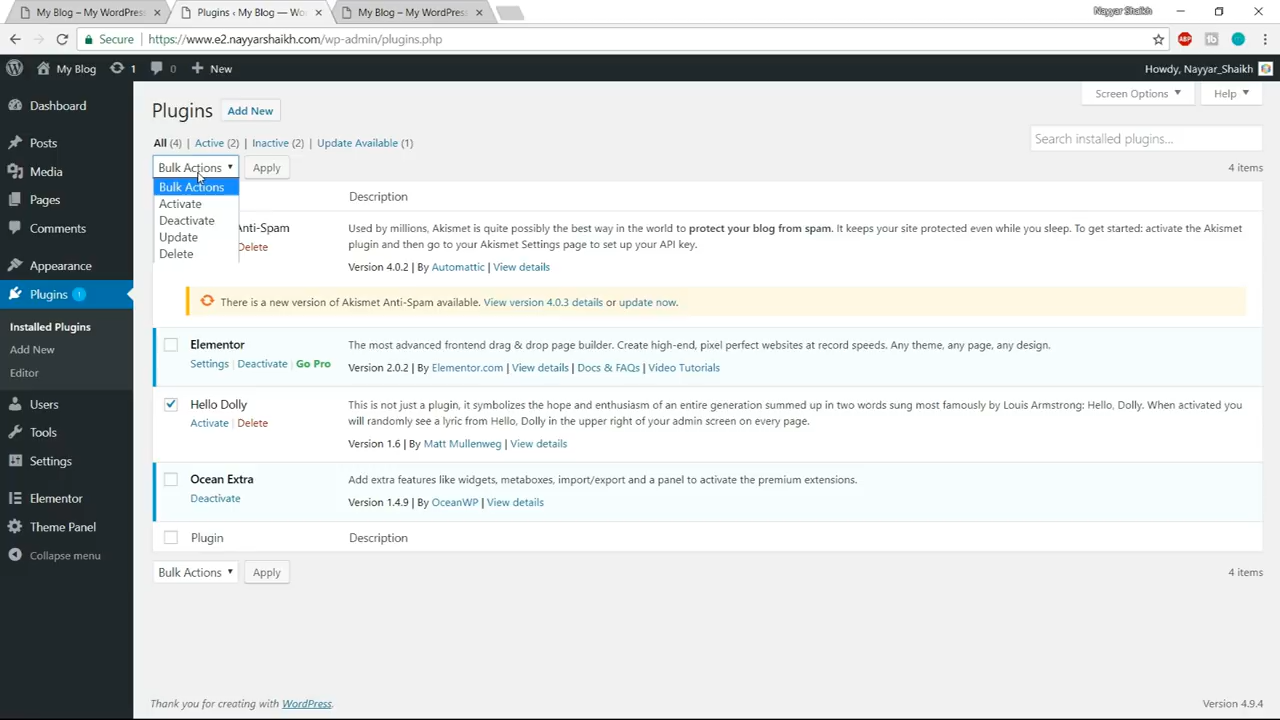 My Blog – My WordPress
Plugins ‹ My Blog — Wo
My Blog – My WordPress
Nayyar Shaikh
Secure
https://www.e2.nayyarshaikh.com/wp-admin/plugins.php
ABP
My Blog
1
0
New
Howdy, Nayyar_Shaikh
Dashboard
Posts
Media
Pages
Comments
Appearance
Plugins 1
Installed Plugins
Add New
Editor
Users
Tools
Settings
Elementor
Theme Panel
Collapse menu
Plugins
Add New
Screen Options
Help
All (4) | Active (2) | Inactive (2) | Update Available (1)
Search installed plugins...
Bulk Actions
Apply
4 items
Bulk Actions
Activate
Deactivate
Update
Delete
Description
Anti-Spam
Delete
Used by millions, Akismet is quite possibly the best way in the world to protect your blog from spam. It keeps your site protected even while you sleep. To get started: activate the Akismet
plugin and then go to your Akismet Settings page to set up your API key.
Version 4.0.2 | By Automattic | View details
There is a new version of Akismet Anti-Spam available. View version 4.0.3 details or update now.
Elementor
Settings | Deactivate | Go Pro
The most advanced frontend drag & drop page builder. Create high-end, pixel perfect websites at record speeds. Any theme, any page, any design.
Version 2.0.2 | By Elementor.com | View details | Docs & FAQs | Video Tutorials
Hello Dolly
Activate | Delete
This is not just a plugin, it symbolizes the hope and enthusiasm of an entire generation summed up in two words sung most famously by Louis Armstrong: Hello, Dolly. When activated you
will randomly see a lyric from Hello, Dolly in the upper right of your admin screen on every page.
Version 1.6 | By Matt Mullenweg | View details
Ocean Extra
Deactivate
Add extra features like widgets, metaboxes, import/export and a panel to activate the premium extensions.
Version 1.4.9 | By OceanWP | View details
Plugin
Description
Bulk Actions
Apply
4 items
Thank you for creating with WordPress.
Version 4.9.4